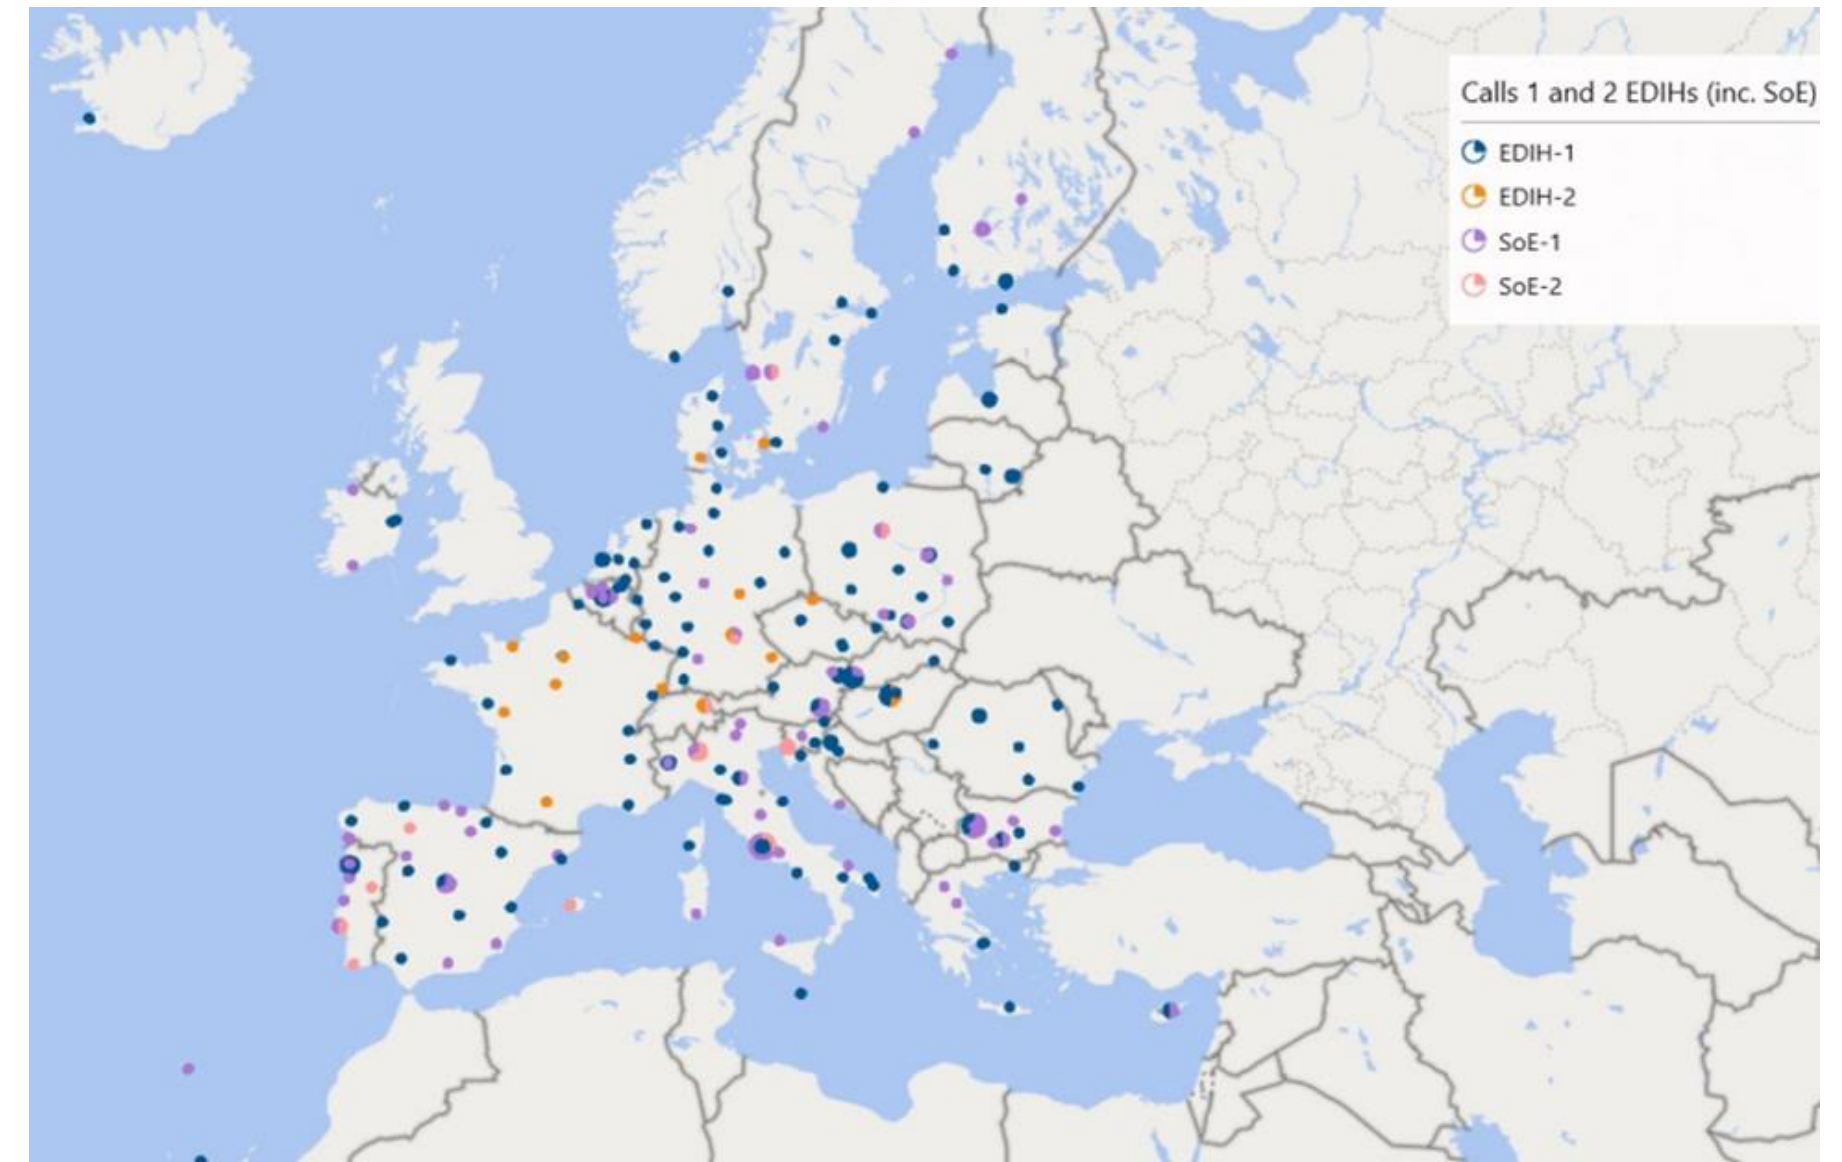 Calls 1 and 2 EDIHs (inc. SoE)
EDIH-1
EDIH-2
SoE-1
SoE-2